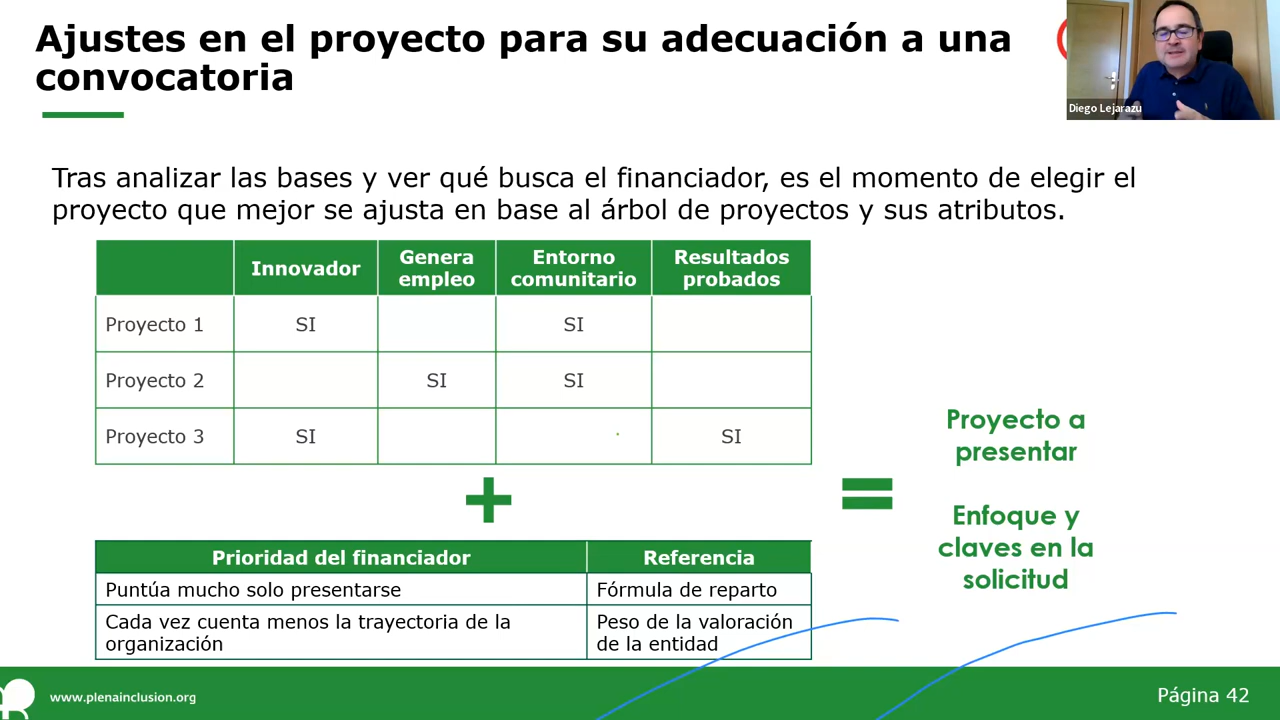 Ajustes en el proyecto para su adecuación a una
convocatoria
Diego Lejarazu
Tras analizar las bases y ver qué busca el financiador, es el momento de elegir el
proyecto que mejor se ajusta en base al árbol de proyectos y sus atributos.
Innovador
Genera
empleo
Entorno
comunitario
Resultados
probados
Proyecto 1 SI SI
Proyecto 2 SI SI
Proyecto 3 SI SI
+
=
Proyecto a
presentar
Enfoque y
claves en la
solicitud
Prioridad del financiador Referencia
Puntúa mucho solo presentarse Fórmula de reparto
Cada vez cuenta menos la trayectoria de la
organización
Peso de la valoración
de la entidad
www.plenainclusion.org
Página 42